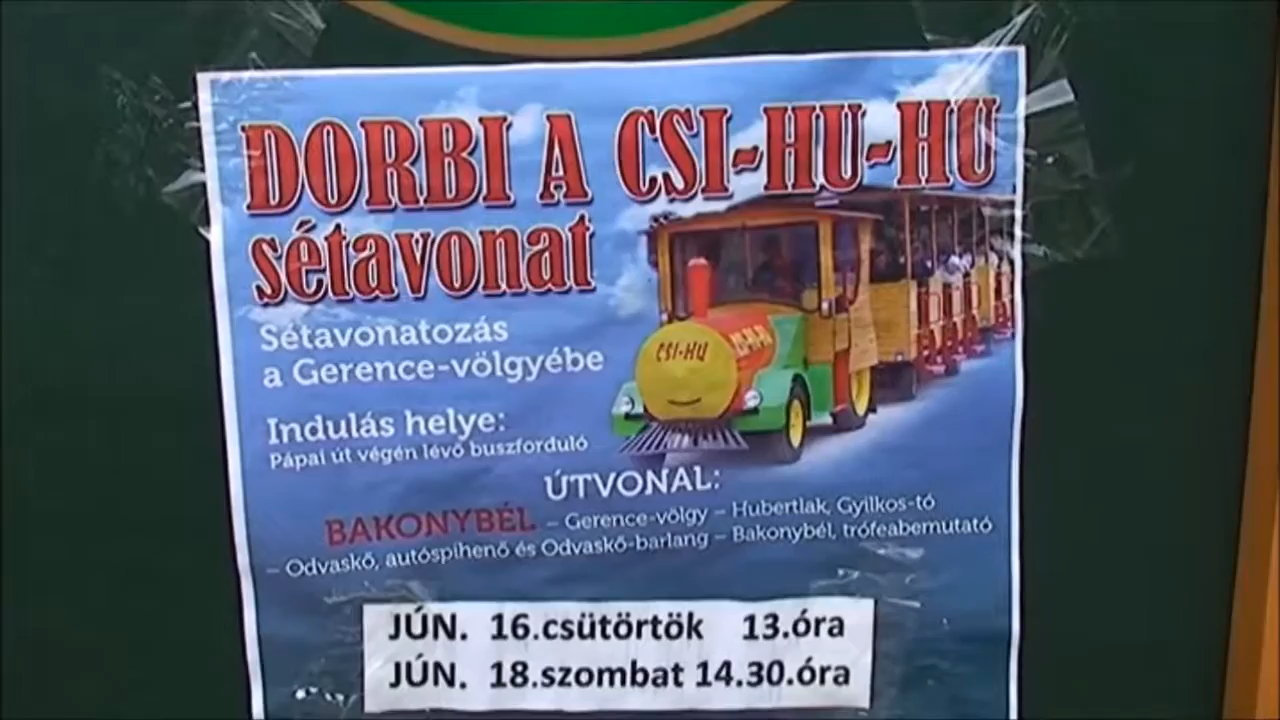 DORBI A CSI-HU-HU
sétavonat
Sétavonatozás
a Gerence-völgyébe
CSI-HU
Indulás helye:
Pápai út végén lévő buszforduló
ÚTVONAL:
BAKONYBÉL – Gerence-völgy – Hubertlak, Gyilkos-tó
– Odvaskő, autóspihenő és Odvaskő-barlang – Bakonybél, trófeabemutató
JÚN. 16.csütörtök 13.óra
JÚN. 18.szombat 14.30.óra